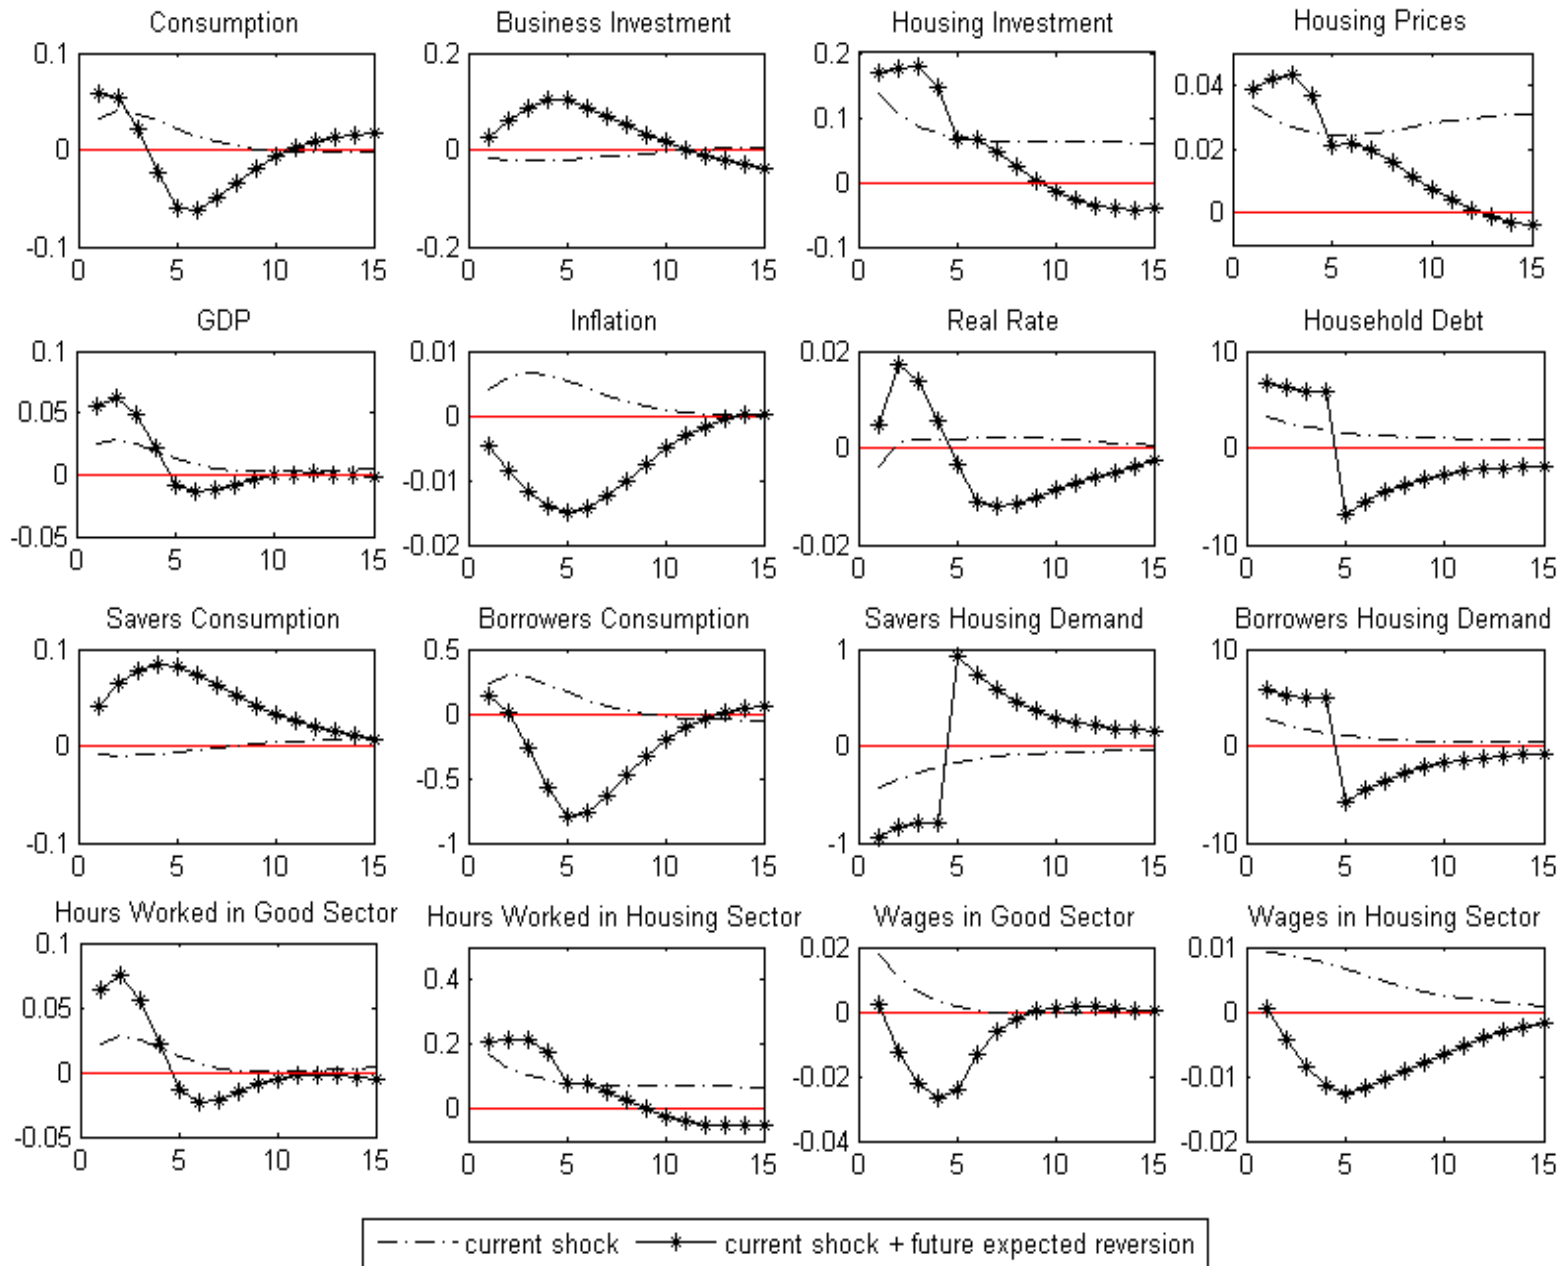 Consumption Business Investment Housing Investment Housing Prices
0.1 0.2 0.2 0.04
0 0 0.1 0.02
-0.1 -0.2 0 0
-0.1
0 5 10 15 0 5 10 15 0 5 10 15 0 5 10 15
GDP Inflation Real Rate Household Debt
0.1 0.01 0.02 10
0.05 0 0 0
0 -0.01 -0.02 -10
-0.05 -0.02
0 5 10 15 0 5 10 15 0 5 10 15 0 5 10 15
Savers Consumption Borrowers Consumption Savers Housing Demand Borrowers Housing Demand
0.1 0.5 1 10
0 0 0 0
-0.1 -0.5 -1 -10
-1
0 5 10 15 0 5 10 15 0 5 10 15 0 5 10 15
Hours Worked in Good Sector Hours Worked in Housing Sector Wages in Good Sector Wages in Housing Sector
0.1 0.4 0.02 0.01
0.05 0.2 0 0
0 0 -0.02 -0.01
-0.05 -0.04 -0.02
0 5 10 15 0 5 10 15 0 5 10 15 0 5 10 15
current shock current shock + future expected reversion